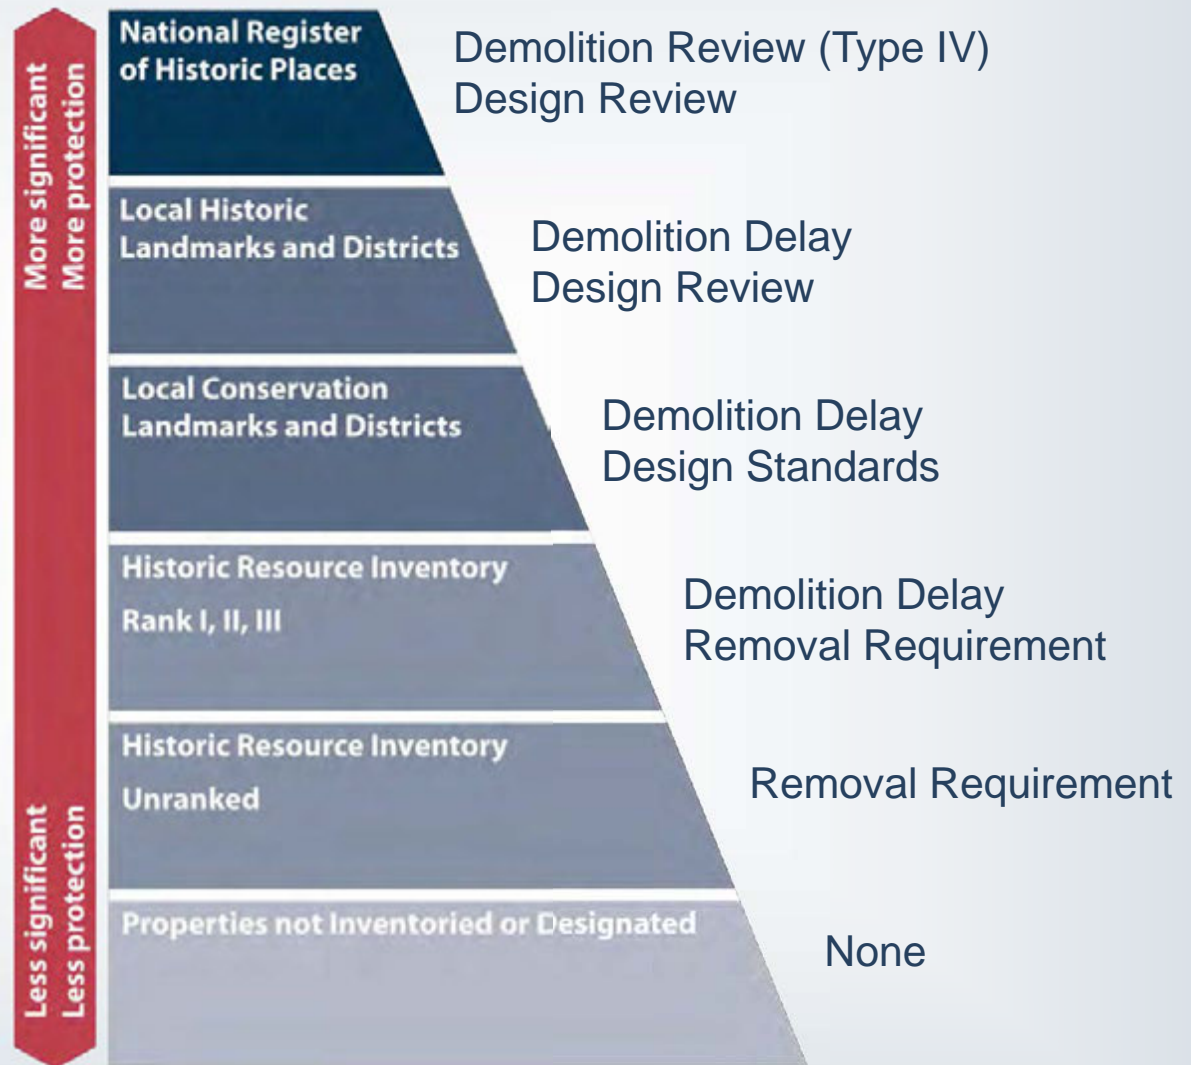 More significant
More protection
National Register
of Historic Places
Demolition Review (Type IV)
Design Review
Local Historic
Landmarks and Districts
Demolition Delay
Design Review
Local Conservation
Landmarks and Districts
Demolition Delay
Design Standards
Historic Resource Inventory
Rank I, II, III
Demolition Delay
Removal Requirement
Historic Resource Inventory
Unranked
Removal Requirement
Less significant
Less protection
Properties not Inventoried or Designated
None